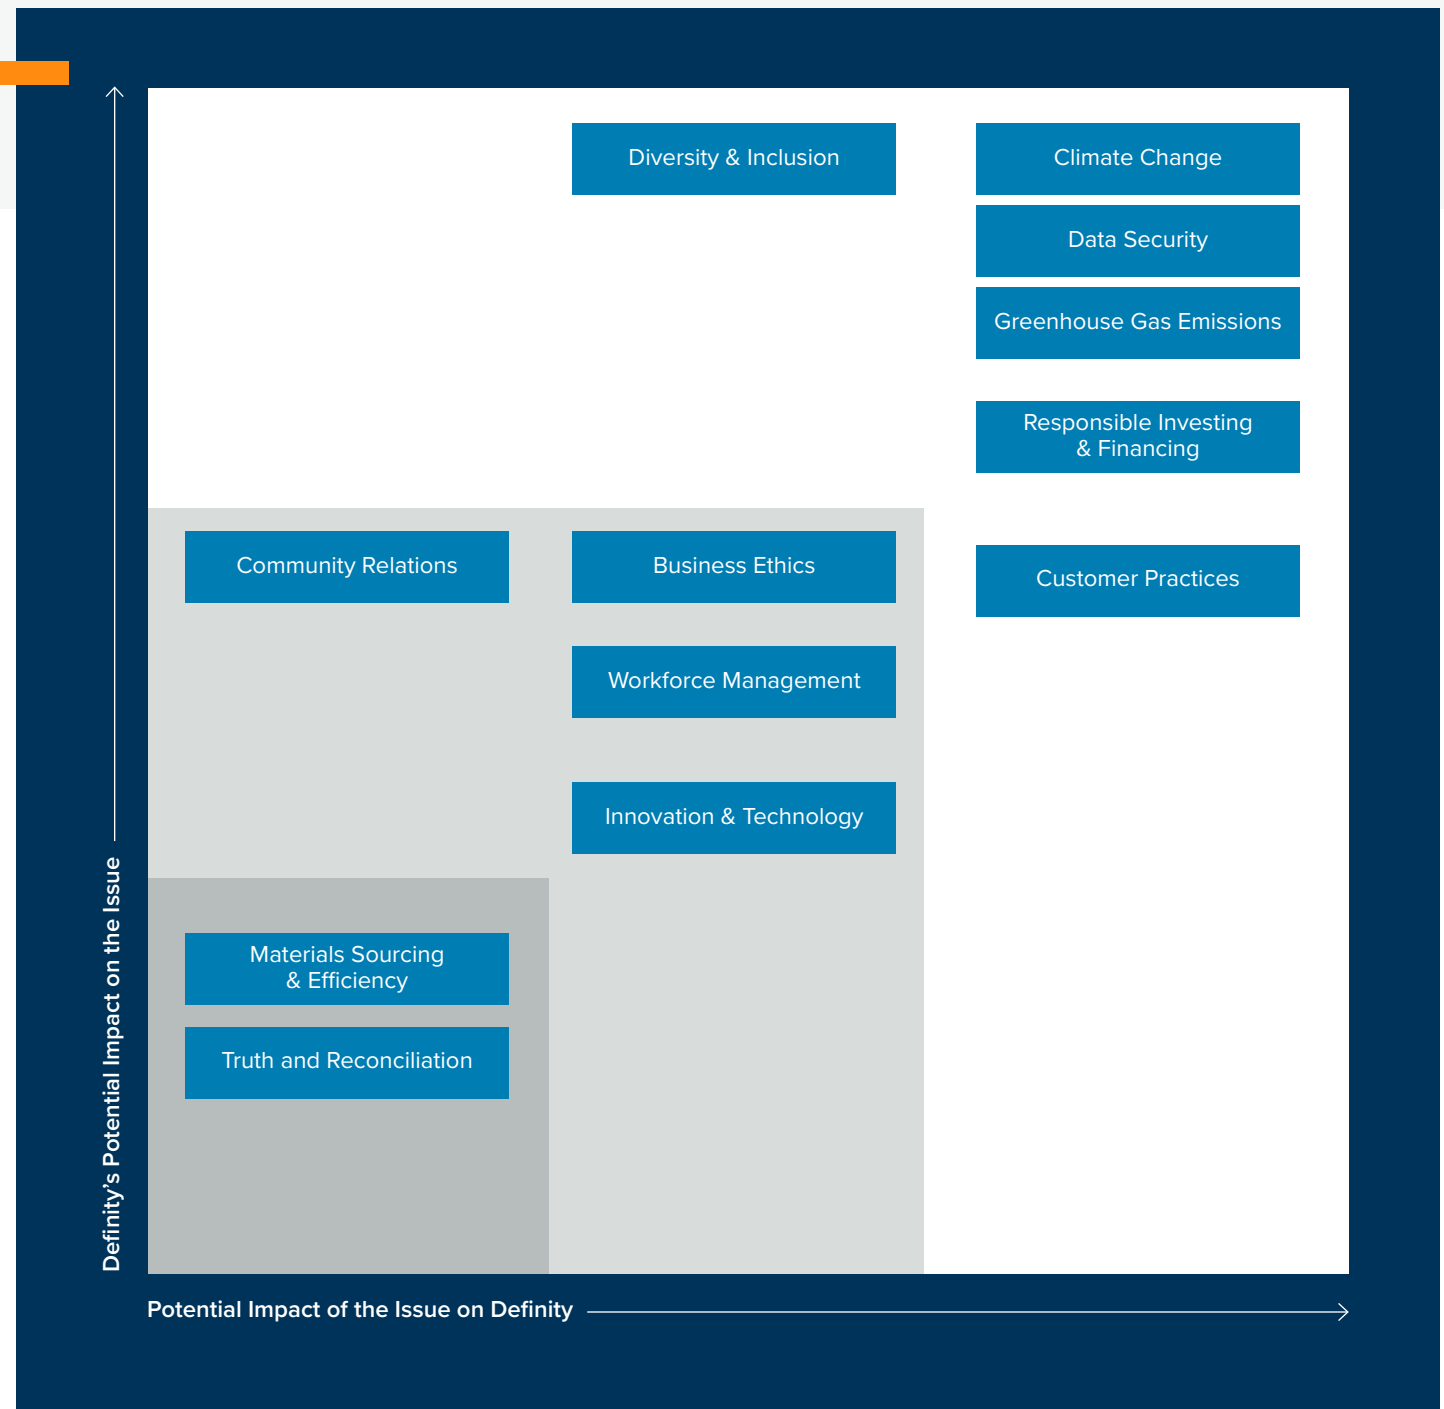 Diversity & Inclusion
Climate Change
Data Security
Greenhouse Gas Emissions
Responsible Investing
& Financing
Community Relations
Business Ethics
Customer Practices
Workforce Management
Innovation & Technology
Materials Sourcing
& Efficiency
Truth and Reconciliation
Definity’s Potential Impact on the Issue
Potential Impact of the Issue on Definity